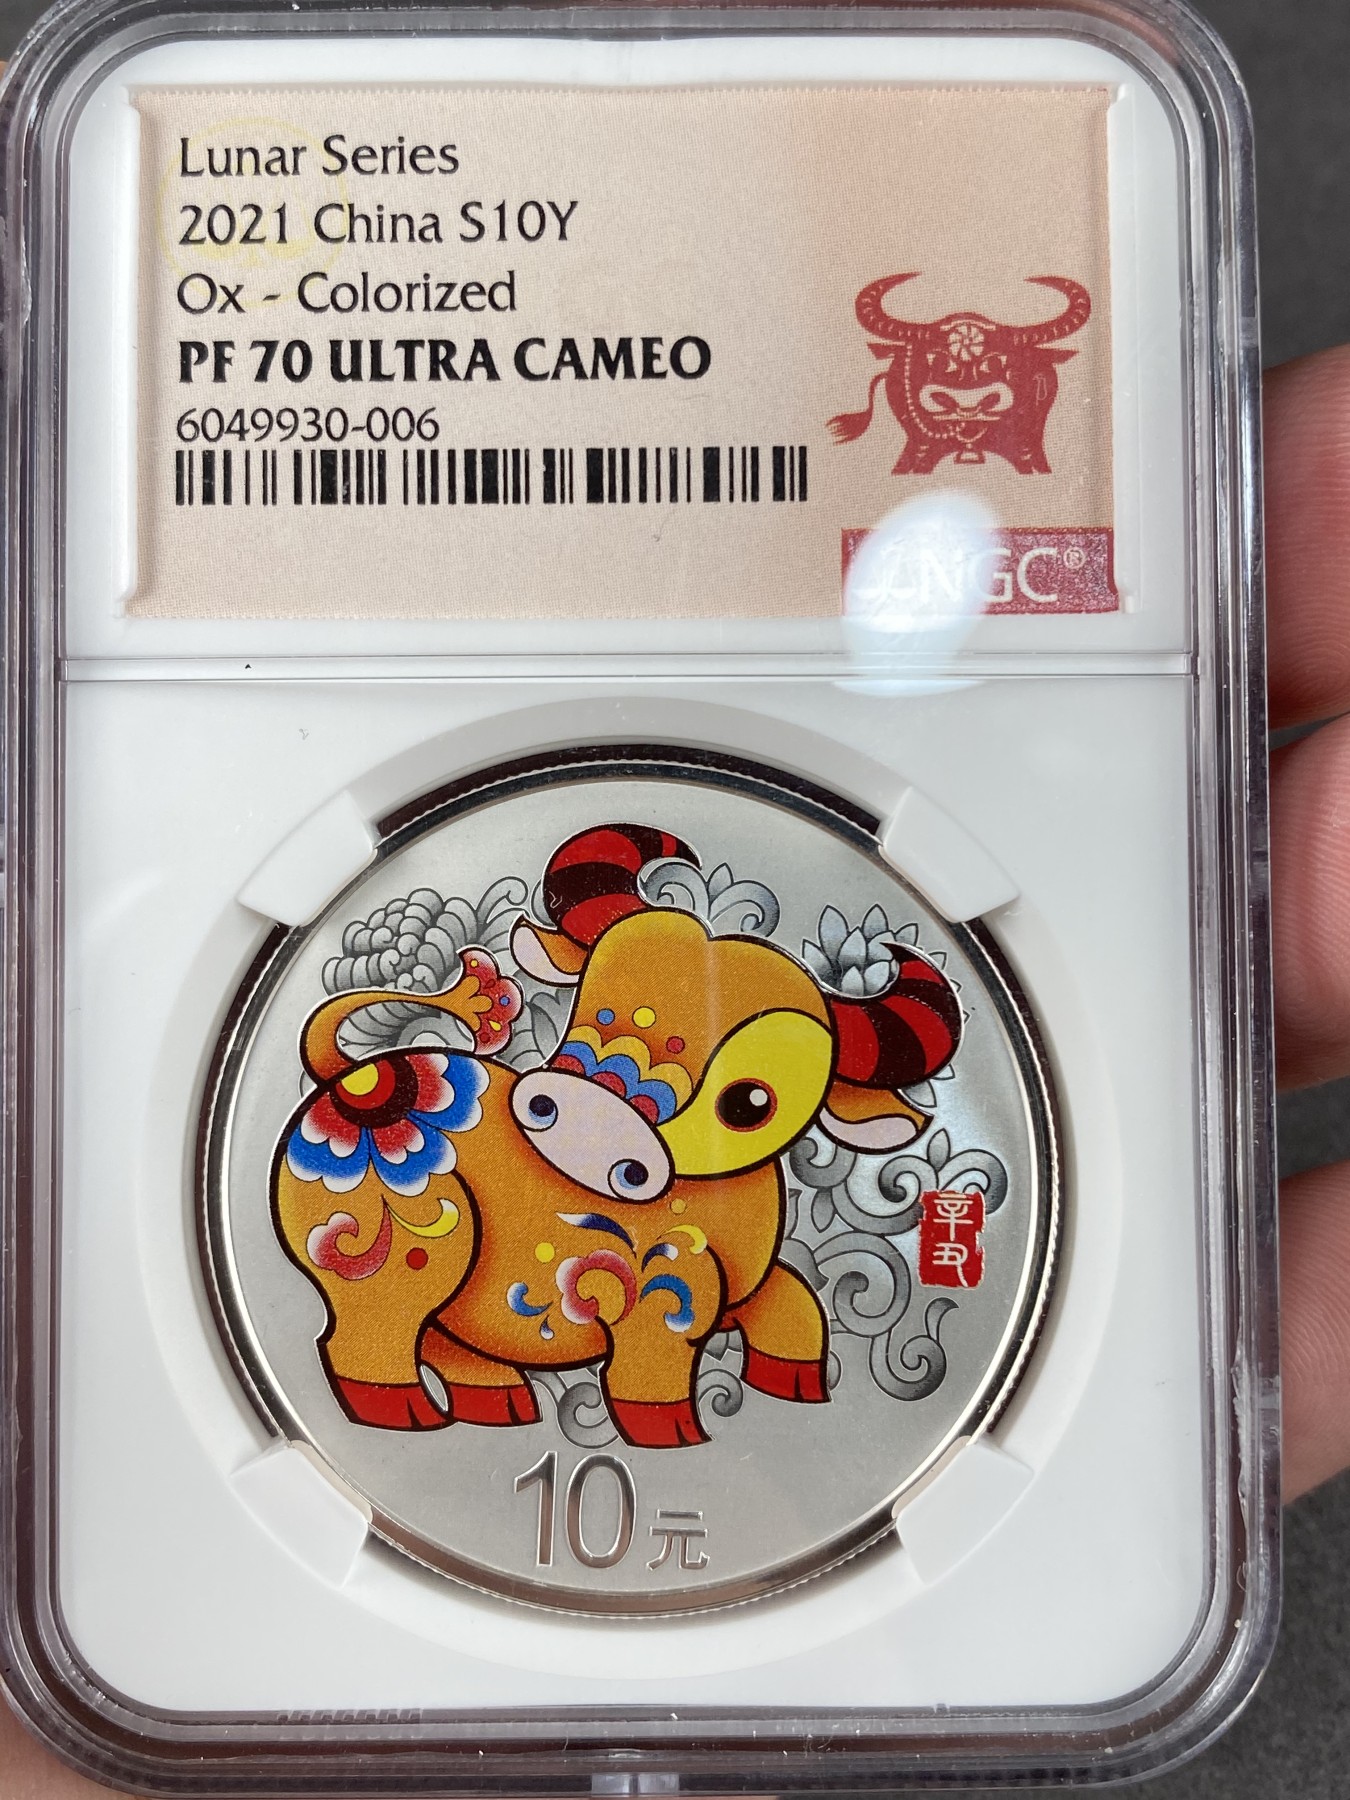 Lunar Series
2021 China S10Y
Ox - Colorized
PF 70 ULTRA CAMEO
6049930-006
NGC®
辛丑
10元